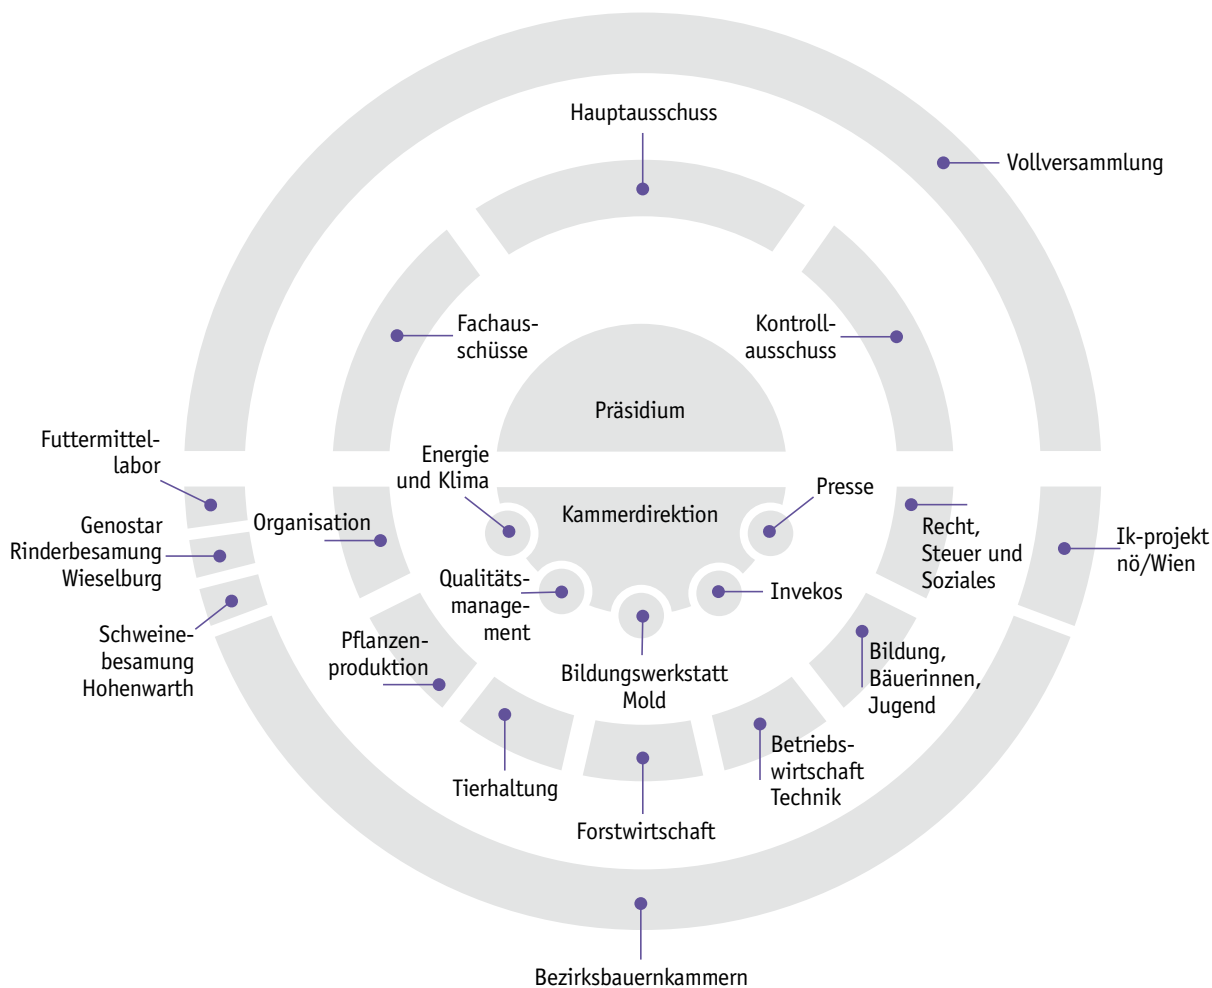 Hauptausschuss
Vollversammlung
Fachaus-
schüsse
Kontroll-
ausschuss
Präsidium
Futtermittel-
labor
Energie
und Klima
Presse
Kammerdirektion
Genostar
Rinderbesamung
Wieselburg
Organisation
Recht,
Steuer und
Soziales
Ik-projekt
nö/Wien
Qualitäts-
manage-
ment
Invekos
Schweine-
besamung
Hohenwarth
Pflanzen-
produktion
Bildungswerkstatt
Mold
Bildung,
Bäuerinnen,
Jugend
Betriebs-
wirtschaft
Technik
Tierhaltung
Forstwirtschaft
Bezirksbauernkammern